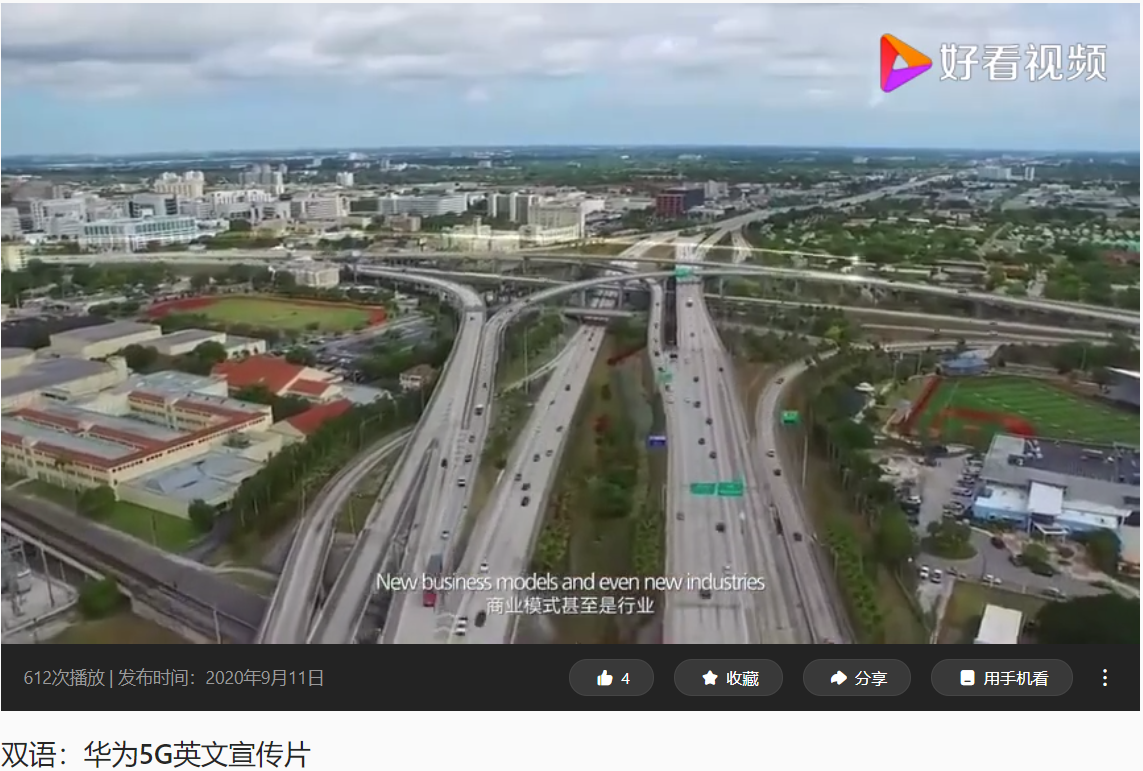 好看视频
New business models and even new industries
商业模式甚至是行业
612次播放 | 发布时间：2020年9月11日
4
收藏
分享
用手机看
双语：华为5G英文宣传片